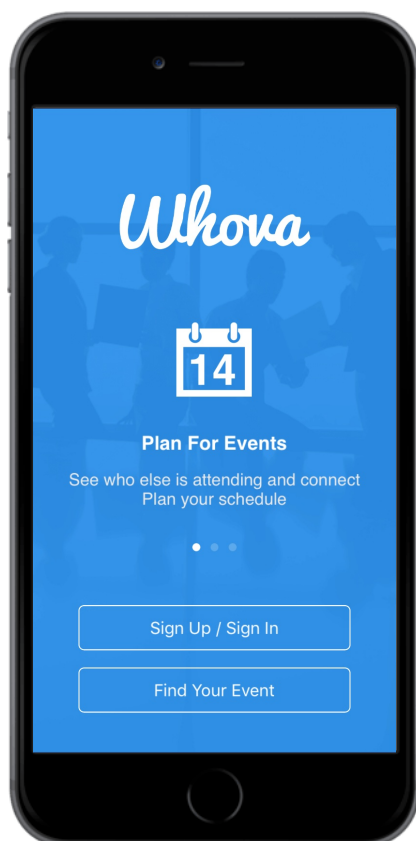 Whova
14
Plan For Events
See who else is attending and connect
Plan your schedule
Sign Up / Sign In
Find Your Event